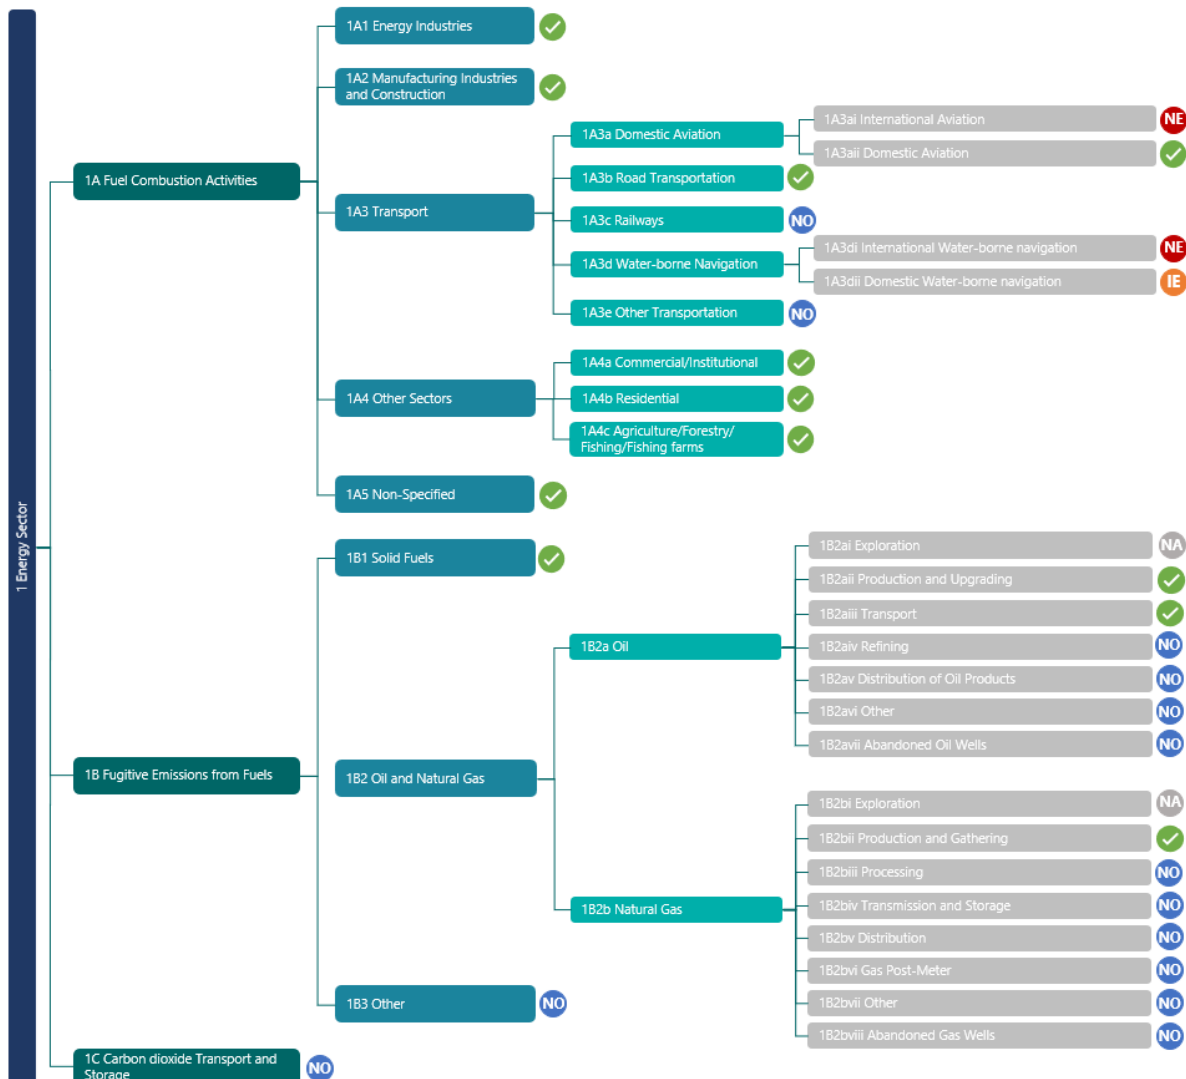 1 Energy Sector
1A Fuel Combustion Activities
1A1 Energy Industries
1A2 Manufacturing Industries
and Construction
1A3 Transport
1A3a Domestic Aviation
1A3ai International Aviation
NE
1A3aii Domestic Aviation
1A3b Road Transportation
1A3c Railways
NO
1A3d Water-borne Navigation
1A3di International Water-borne navigation
NE
1A3dii Domestic Water-borne navigation
IE
1A3e Other Transportation
NO
1A4 Other Sectors
1A4a Commercial/Institutional
1A4b Residential
1A4c Agriculture/Forestry/
Fishing/Fishing farms
1A5 Non-Specified
1B Fugitive Emissions from Fuels
1B1 Solid Fuels
1B2 Oil and Natural Gas
1B2a Oil
1B2ai Exploration
NA
1B2aii Production and Upgrading
1B2aiii Transport
1B2aiv Refining
NO
1B2av Distribution of Oil Products
NO
1B2avi Other
NO
1B2avii Abandoned Oil Wells
NO
1B2b Natural Gas
1B2bi Exploration
NA
1B2bii Production and Gathering
1B2biii Processing
NO
1B2biv Transmission and Storage
NO
1B2bv Distribution
NO
1B2bvi Gas Post-Meter
NO
1B2bvii Other
NO
1B2bviii Abandoned Gas Wells
NO
1B3 Other
NO
1C Carbon dioxide Transport and
Storage
NO